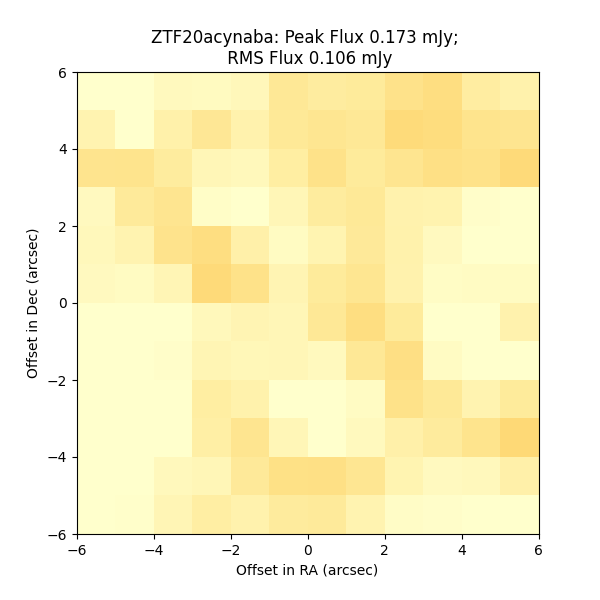 ZTF20acynaba: Peak Flux 0.173 mJy;
RMS Flux 0.106 mJy
6
4
2
0
−2
−4
−6
Offset in Dec (arcsec)
−6 −4 −2 0 2 4 6
Offset in RA (arcsec)